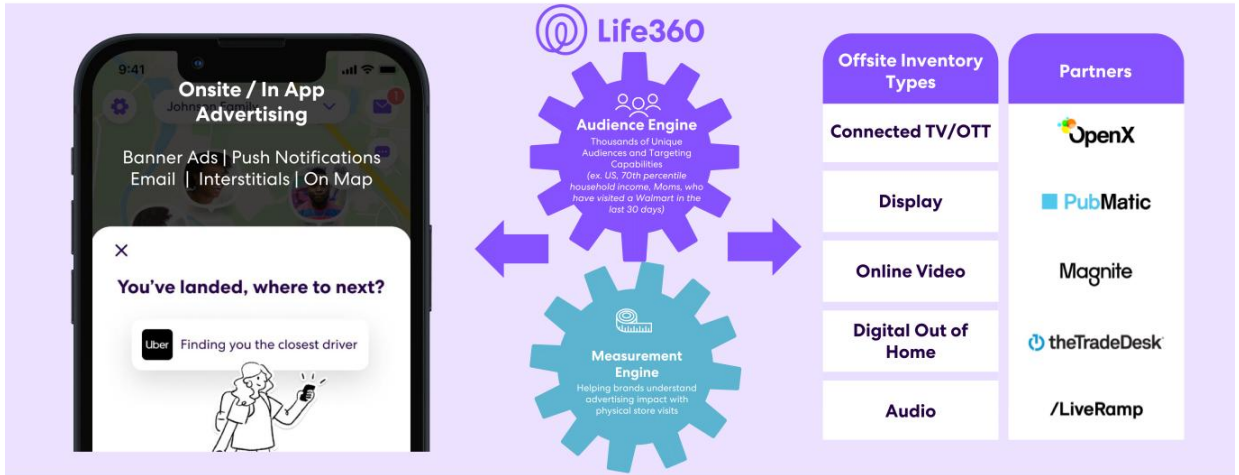 Life360
9:41
Johnson Family
1
Onsite / In App
Advertising
Banner Ads | Push Notifications
Email | Interstitials | On Map
You've landed, where to next?
Uber
Finding you the closest driver
Audience Engine
Thousands of Unique
Audiences and Targeting
Capabilities
(ex. US, 70th percentile
household income, Moms, who
have visited a Walmart in the
last 30 days)
Measurement
Engine
Helping brands understand
advertising impact with
physical store visits
Offsite Inventory
Types
Partners
Connected TV/OTT
OpenX
Display
PubMatic
Online Video
Magnite
Digital Out of
Home
theTradeDesk
Audio
/LiveRamp